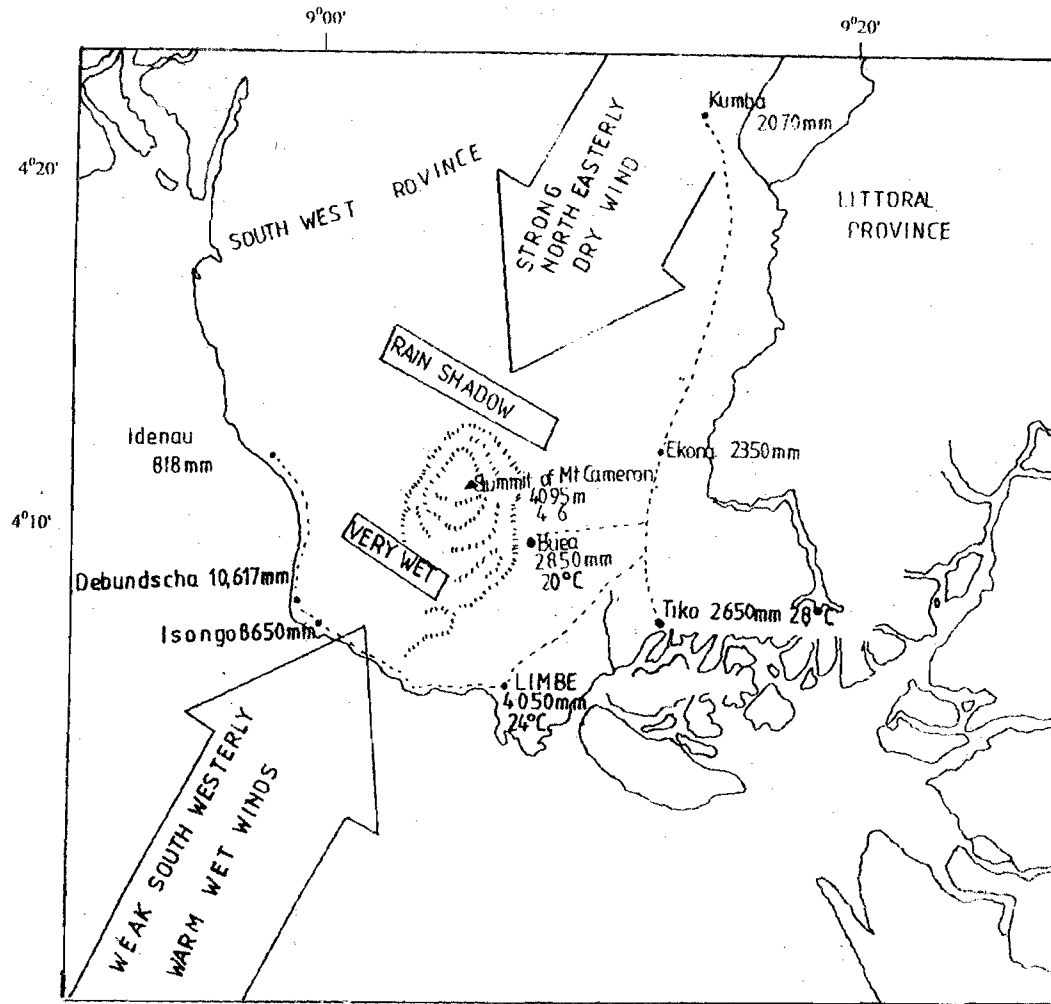 9°00'
9°20'
4°20'
4°10'
Kumba
2070mm
SOUTH WEST ROVINCE
STRONG
NORTH EASTERLY
DRY WIND
LITTORAL
PROVINCE
RAIN SHADOW
Idenau
818mm
Ekona 2350mm
Summit of Mt Cameron
4095m
4 6
VERY WET
Buea
2850mm
20°C
Debundscha 10,617mm
Isongo 8650mm
Tiko 2650mm 28°C
LIMBE
4050mm
24°C
WEAK SOUTH WESTERLY
WARM WET WINDS